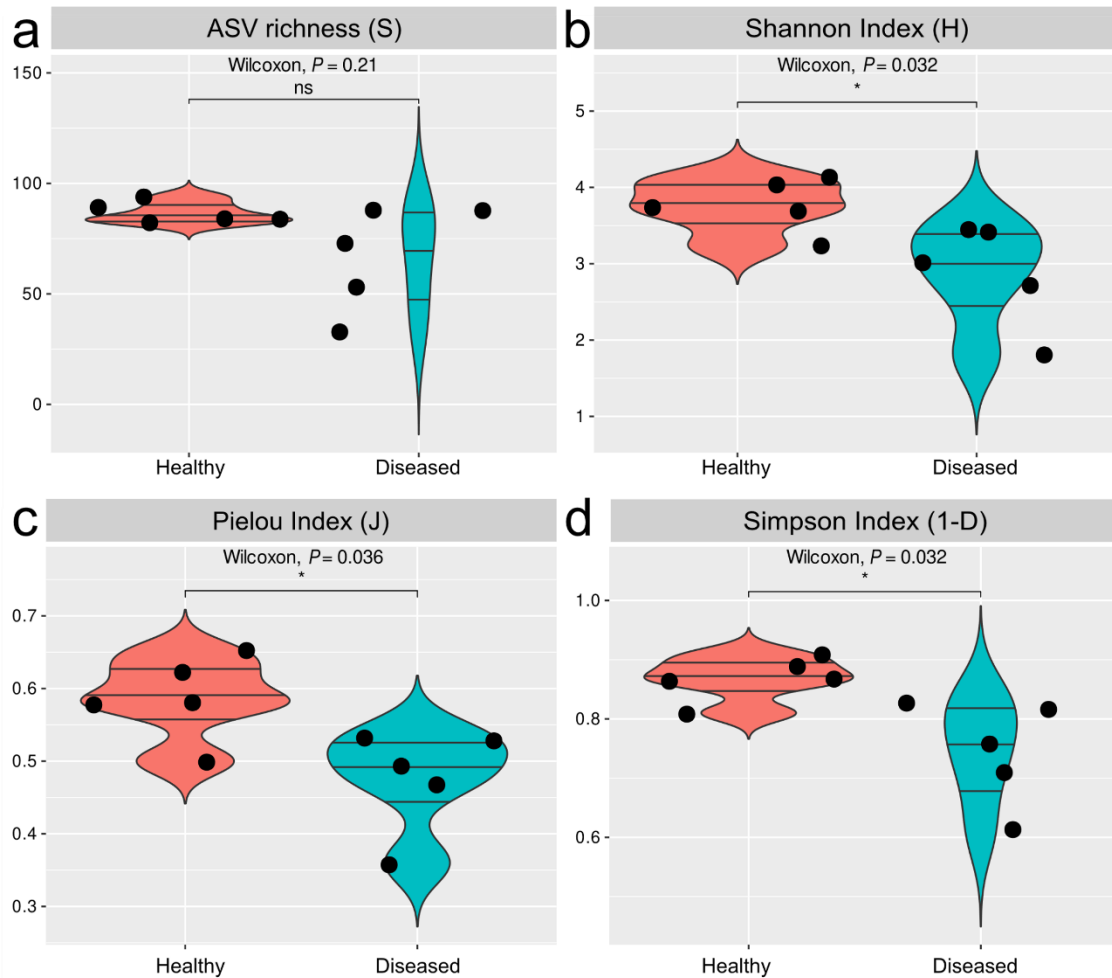 a
ASV richness (S)
Wilcoxon, P = 0.21
ns
150
100
50
0
Healthy Diseased
b
Shannon Index (H)
Wilcoxon, P = 0.032
*
5
4
3
2
1
Healthy Diseased
c
Pielou Index (J)
Wilcoxon, P = 0.036
*
0.7
0.6
0.5
0.4
0.3
Healthy Diseased
d
Simpson Index (1-D)
Wilcoxon, P = 0.032
*
1.0
0.8
0.6
Healthy Diseased